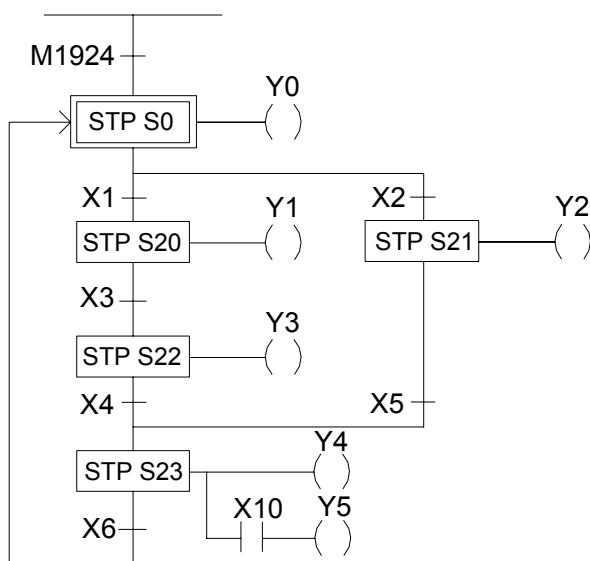 M1924
Y0
STP S0
X1
Y1
X2
Y2
STP S20
STP S21
X3
Y3
STP S22
X4
X5
Y4
STP S23
X10
Y5
X6